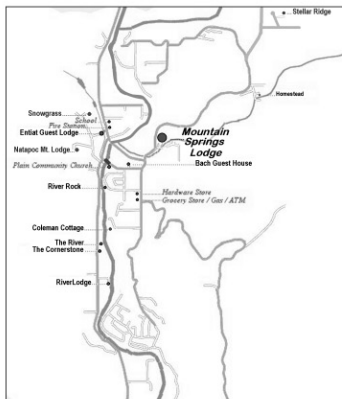 Stellar Ridge
Homestead
Snowgrass
School
Fire Station
Entiat Guest Lodge
Mountain
Springs
Lodge
Natapoc Mt. Lodge
Plain Community Church
Bach Guest House
River Rock
Hardware Store
Grocery Store / Gas / ATM
Coleman Cottage
The River
The Cornerstone
RiverLodge